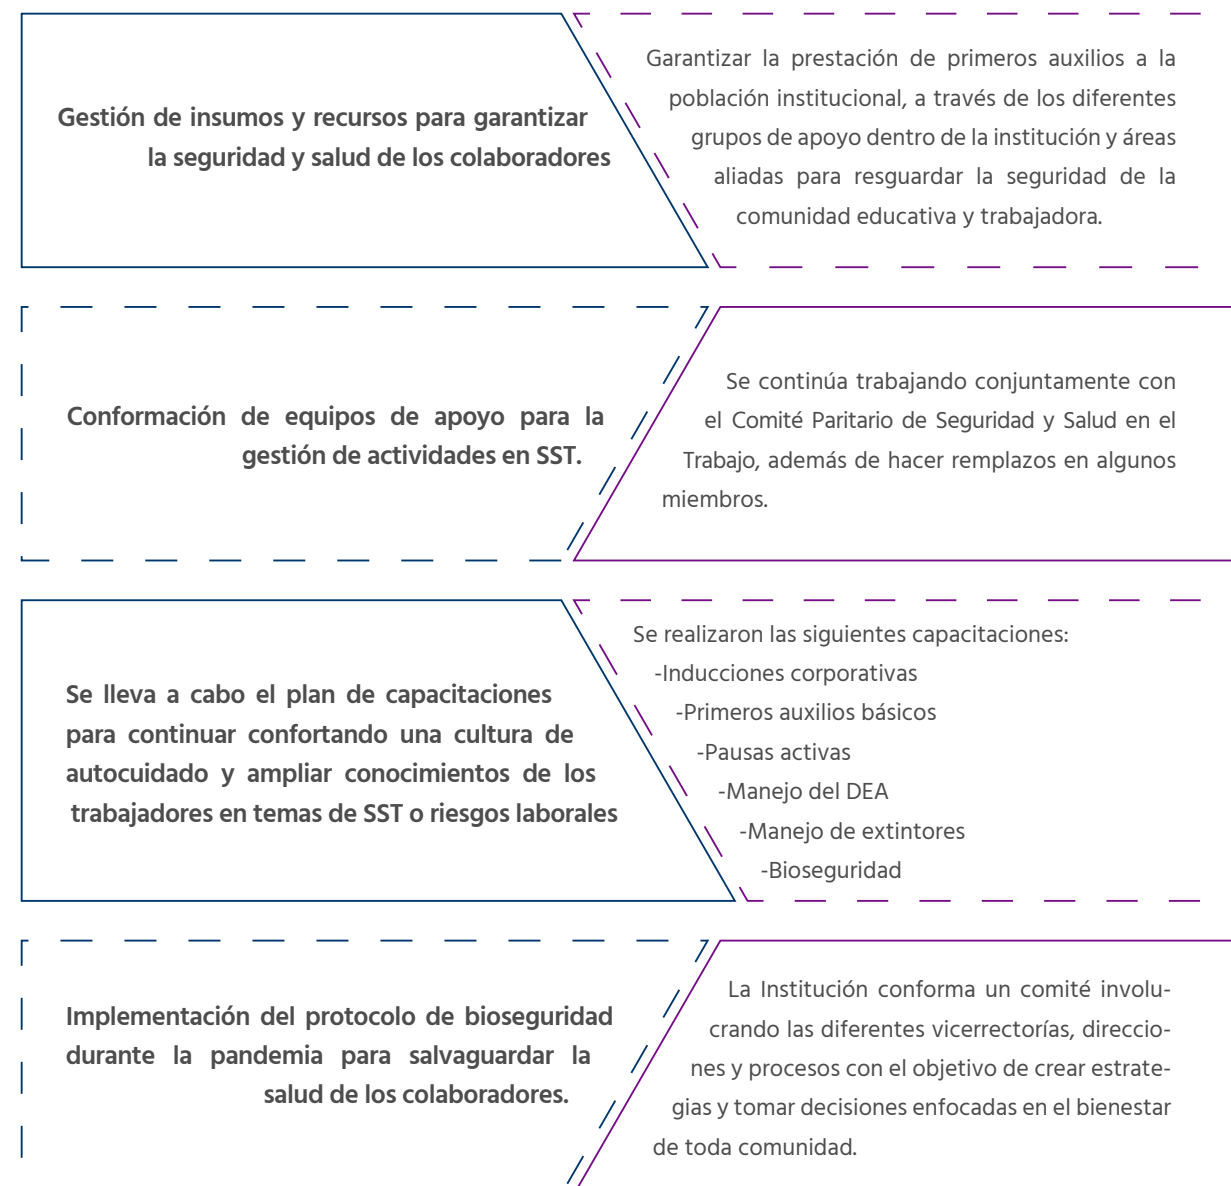 Gestión de insumos y recursos para garantizar
la seguridad y salud de los colaboradores
Garantizar la prestación de primeros auxilios a la
población institucional, a través de los diferentes
grupos de apoyo dentro de la institución y áreas
aliadas para resguardar la seguridad de la
comunidad educativa y trabajadora.
Conformación de equipos de apoyo para la
gestión de actividades en SST.
Se continúa trabajando conjuntamente con
el Comité Paritario de Seguridad y Salud en el
Trabajo, además de hacer remplazos en algunos
miembros.
Se lleva a cabo el plan de capacitaciones
para continuar confortando una cultura de
autocuidado y ampliar conocimientos de los
trabajadores en temas de SST o riesgos laborales
Se realizaron las siguientes capacitaciones:
-Inducciones corporativas
-Primeros auxilios básicos
-Pausas activas
-Manejo del DEA
-Manejo de extintores
-Bioseguridad
Implementación del protocolo de bioseguridad
durante la pandemia para salvaguardar la
salud de los colaboradores.
La Institución conforma un comité involu-
crando las diferentes vicerrectorías, direccio-
nes y procesos con el objetivo de crear estrate-
gias y tomar decisiones enfocadas en el bienestar
de toda comunidad.